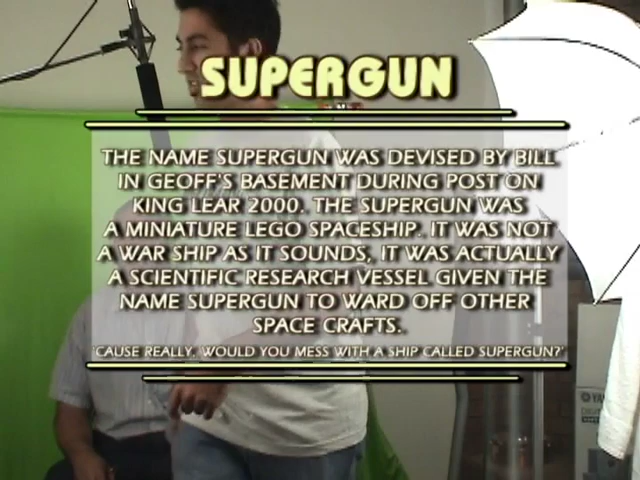 SUPERGUN
THE NAME SUPERGUN WAS DEVISED BY BILL
IN GEOFF'S BASEMENT DURING POST ON
KING LEAR 2000. THE SUPERGUN WAS
A MINIATURE LEGO SPACESHIP. IT WAS NOT
A WAR SHIP AS IT SOUNDS, IT WAS ACTUALLY
A SCIENTIFIC RESEARCH VESSEL GIVEN THE
NAME SUPERGUN TO WARD OFF OTHER
SPACE CRAFTS.
'CAUSE REALLY, WOULD YOU MESS WITH A SHIP CALLED SUPERGUN?'